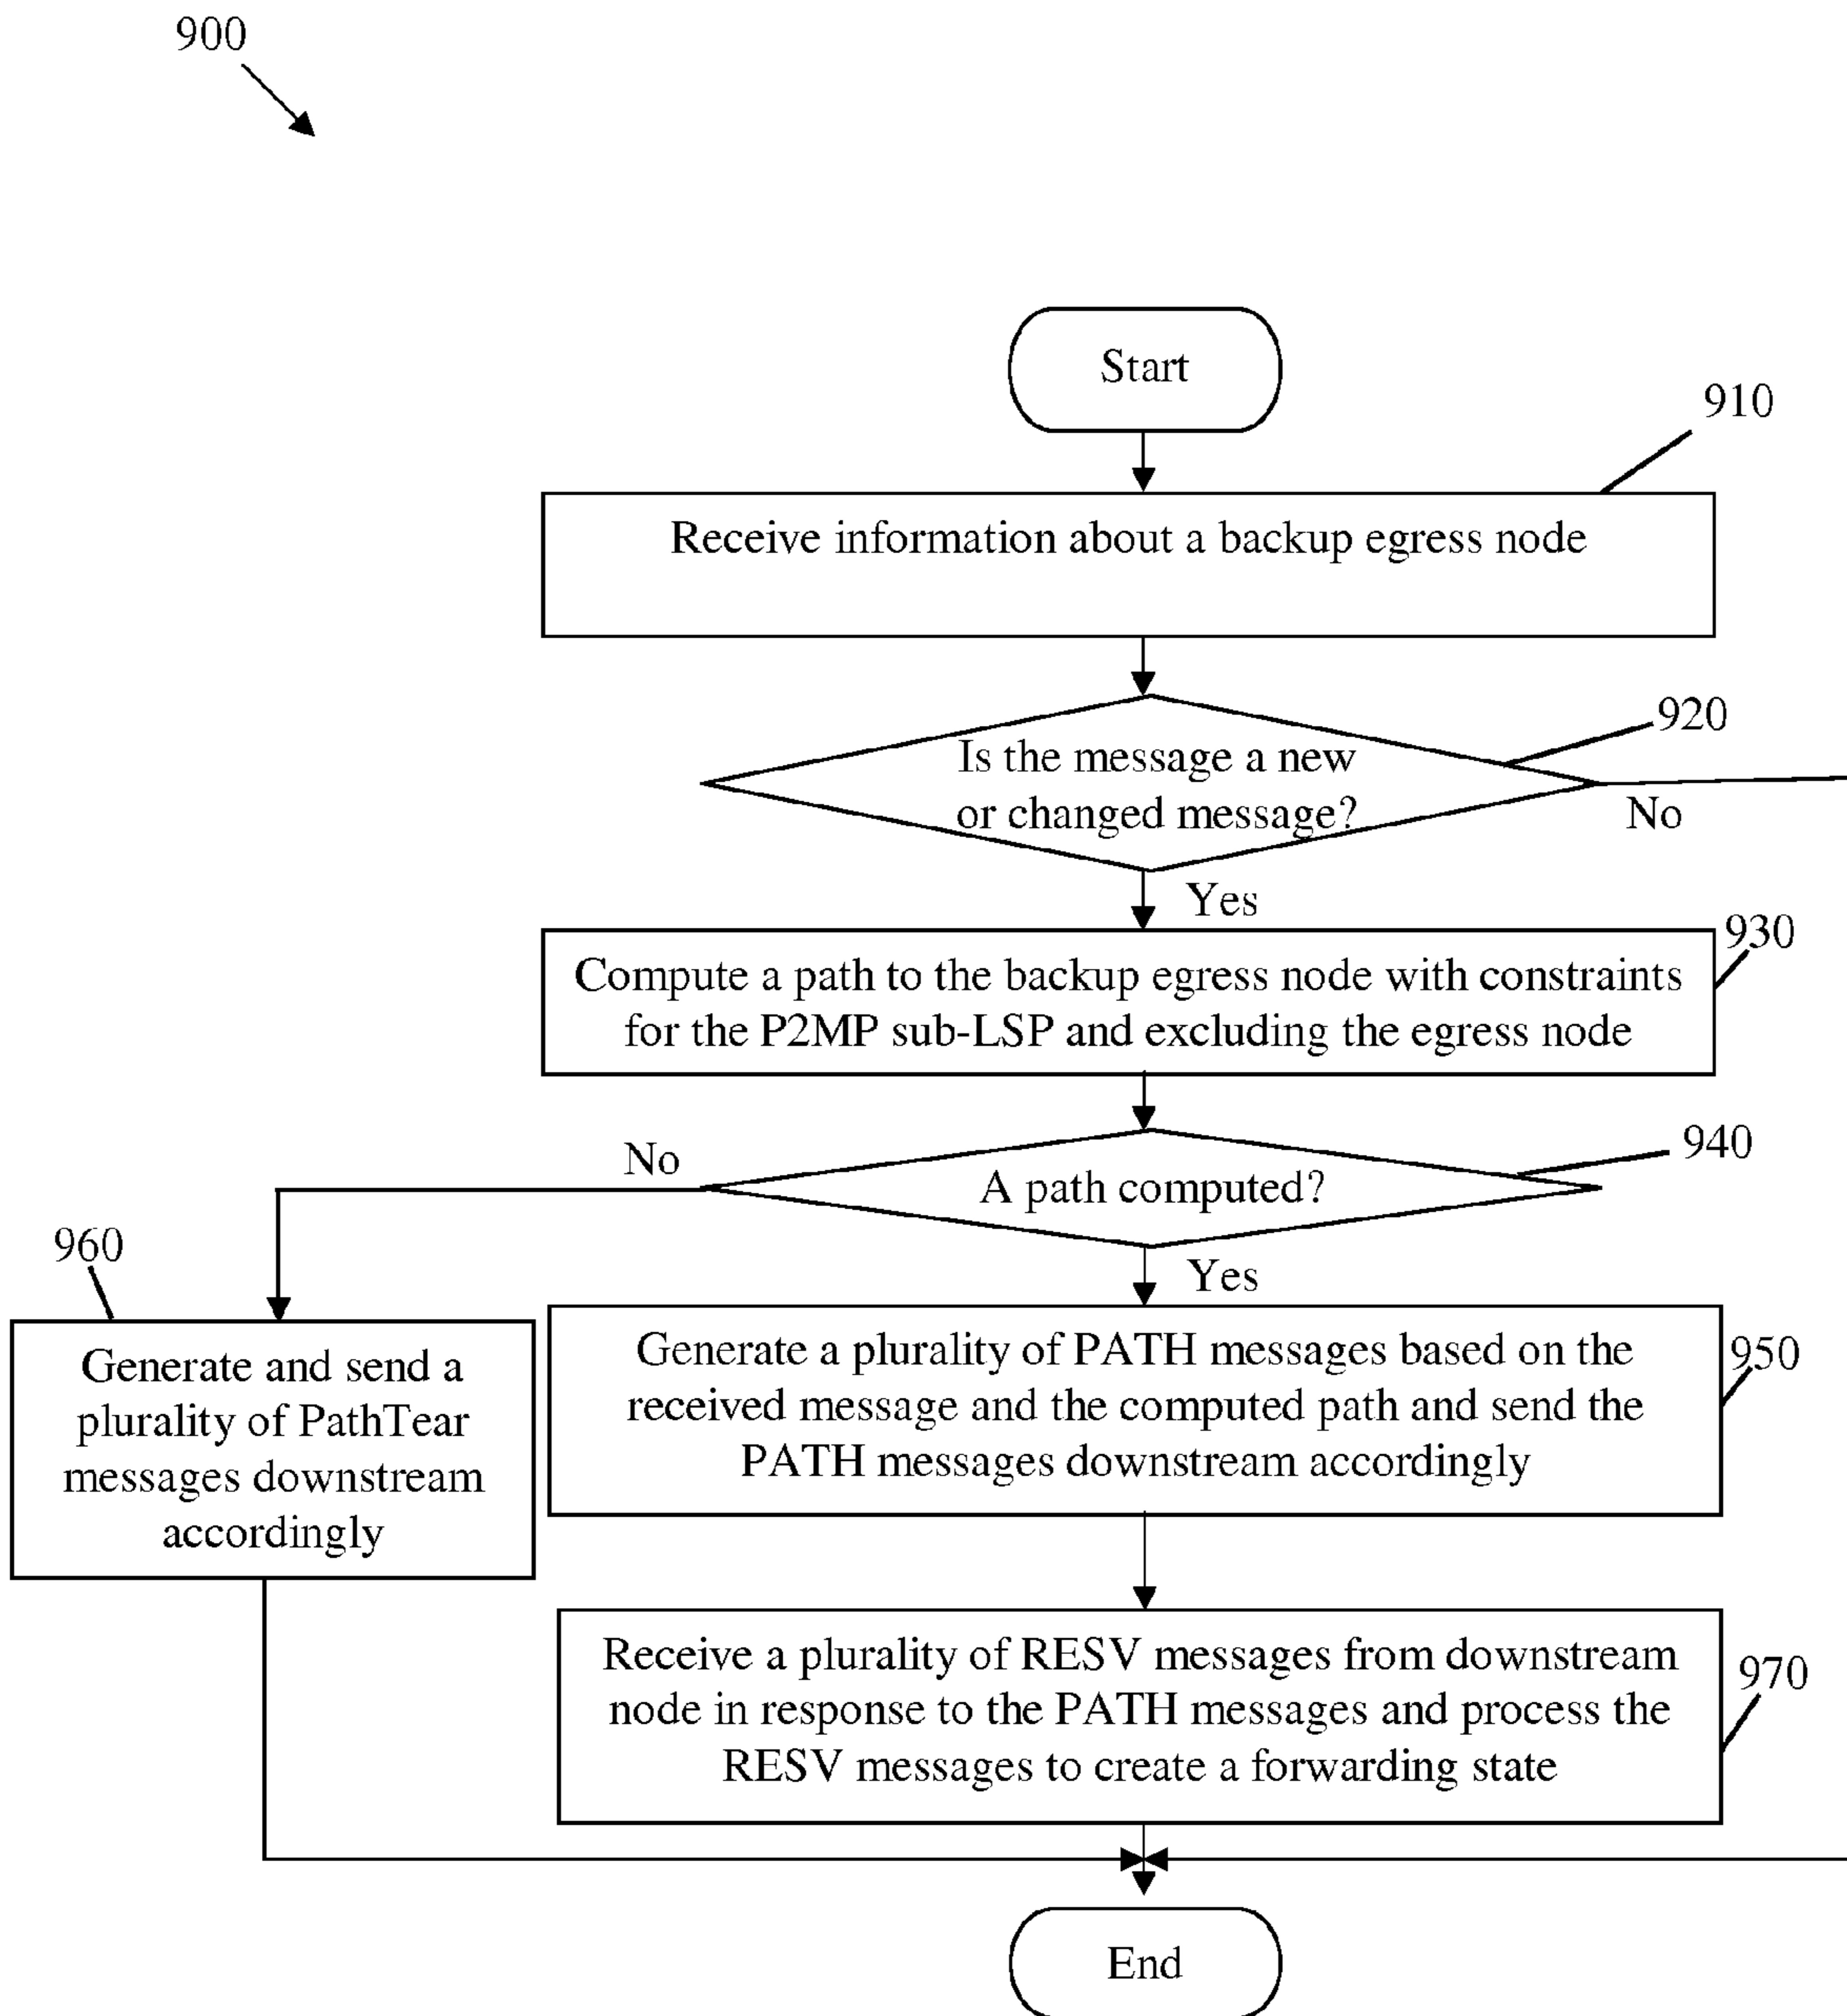 900
Start
910
Receive information about a backup egress node
920
Is the message a new
or changed message?
No
Yes
930
Compute a path to the backup egress node with constraints
for the P2MP sub-LSP and excluding the egress node
940
No
A path computed?
960
Yes
Generate and send a
plurality of PathTear
messages downstream
accordingly
950
Generate a plurality of PATH messages based on the
received message and the computed path and send the
PATH messages downstream accordingly
970
Receive a plurality of RESV messages from downstream
node in response to the PATH messages and process the
RESV messages to create a forwarding state
End